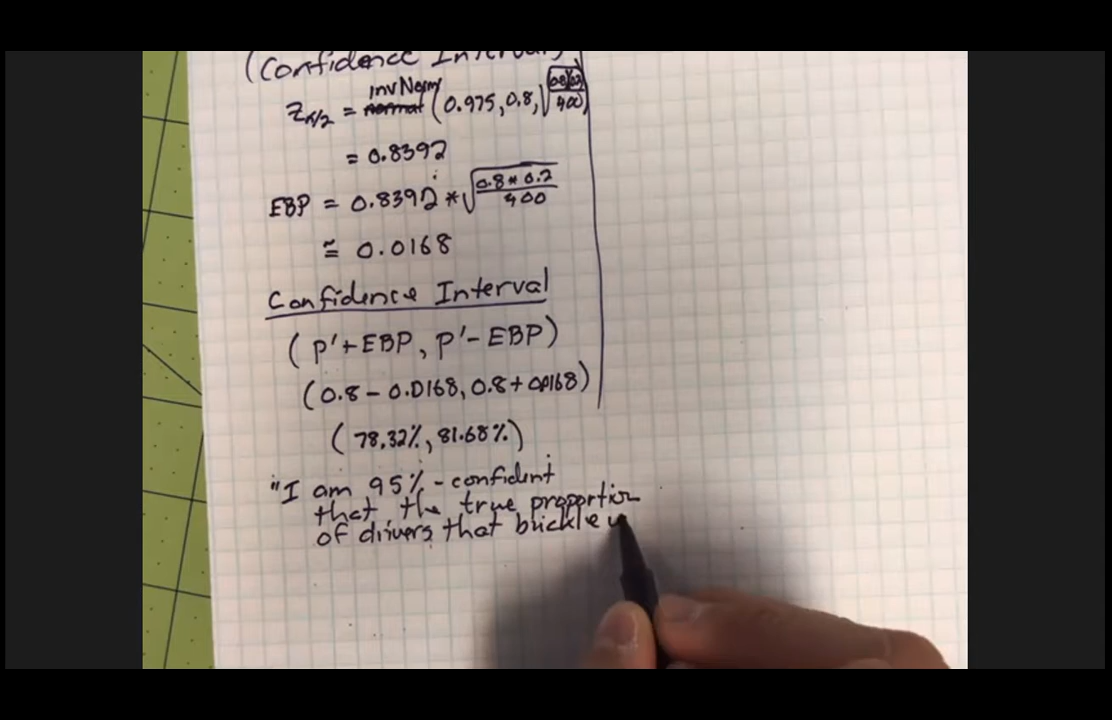 (Confidence Interval)
Z α/2 = invNorm (0.975, 0.8, √(0.8)(0.2)/400)
= 0.8392
EBP = 0.8392 * √0.8 * 0.2/400
≅ 0.0168
Confidence Interval
(P'+EBP, P'-EBP)
(0.8 - 0.0168, 0.8 + 0.0168)
(78.32%, 81.68%)
"I am 95% - confident
that the true proportion
of drivers that buckle u